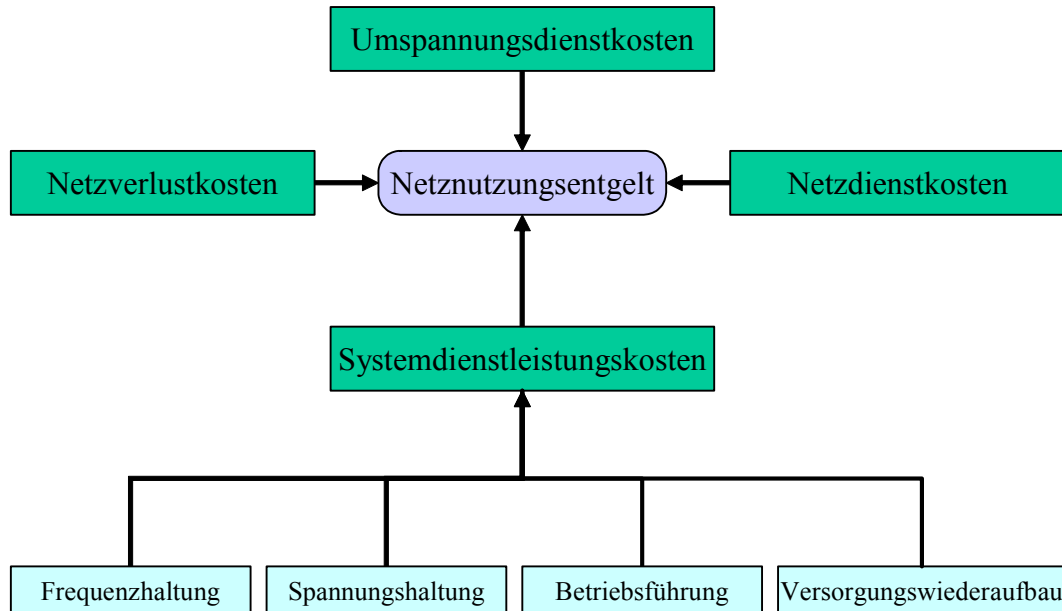 Umspannungsdienstkosten
Netzverlustkosten
Netznutzungsentgelt
Netzdienstkosten
Systemdienstleistungskosten
Frequenzhaltung
Spannungshaltung
Betriebsführung
Versorgungswiederaufbau